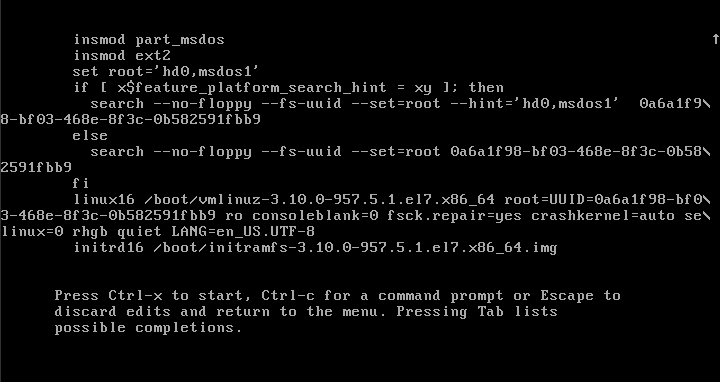 insmod part_msdos
↑
insmod ext2
set root='hd0,msdos1'
if [ x$feature_platform_search_hint = xy ]; then
search --no-floppy --fs-uuid --set=root --hint='hd0,msdos1'  0a6a1f9\
8-bf03-468e-8f3c-0b582591fbb9
else
search --no-floppy --fs-uuid --set=root 0a6a1f98-bf03-468e-8f3c-0b58\
2591fbb9
fi
linux16 /boot/vmlinuz-3.10.0-957.5.1.el7.x86_64 root=UUID=0a6a1f98-bf0\
3-468e-8f3c-0b582591fbb9 ro consoleblank=0 fsck.repair=yes crashkernel=auto se\
linux=0 rhgb quiet LANG=en_US.UTF-8
initrd16 /boot/initramfs-3.10.0-957.5.1.el7.x86_64.img
Press Ctrl-x to start, Ctrl-c for a command prompt or Escape to
discard edits and return to the menu. Pressing Tab lists
possible completions.